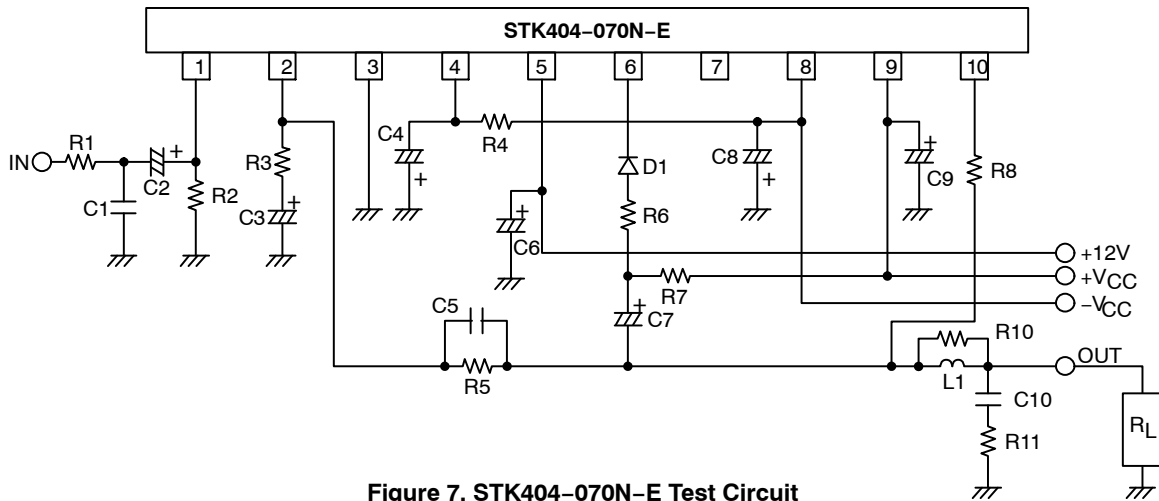 STK404−070N−E
1 2 3 4 5 6 7 8 9 10
IN
R1
C2
+
C1
R2
R3
C3
+
C4
+
R4
C6
+
D1
R6
C8
+
C9
+
R8
+12V
+VCC
−VCC
R7
C7
+
C5
R5
R10
L1
OUT
C10
R11
RL
Figure 7. STK404−070N−E Test Circuit